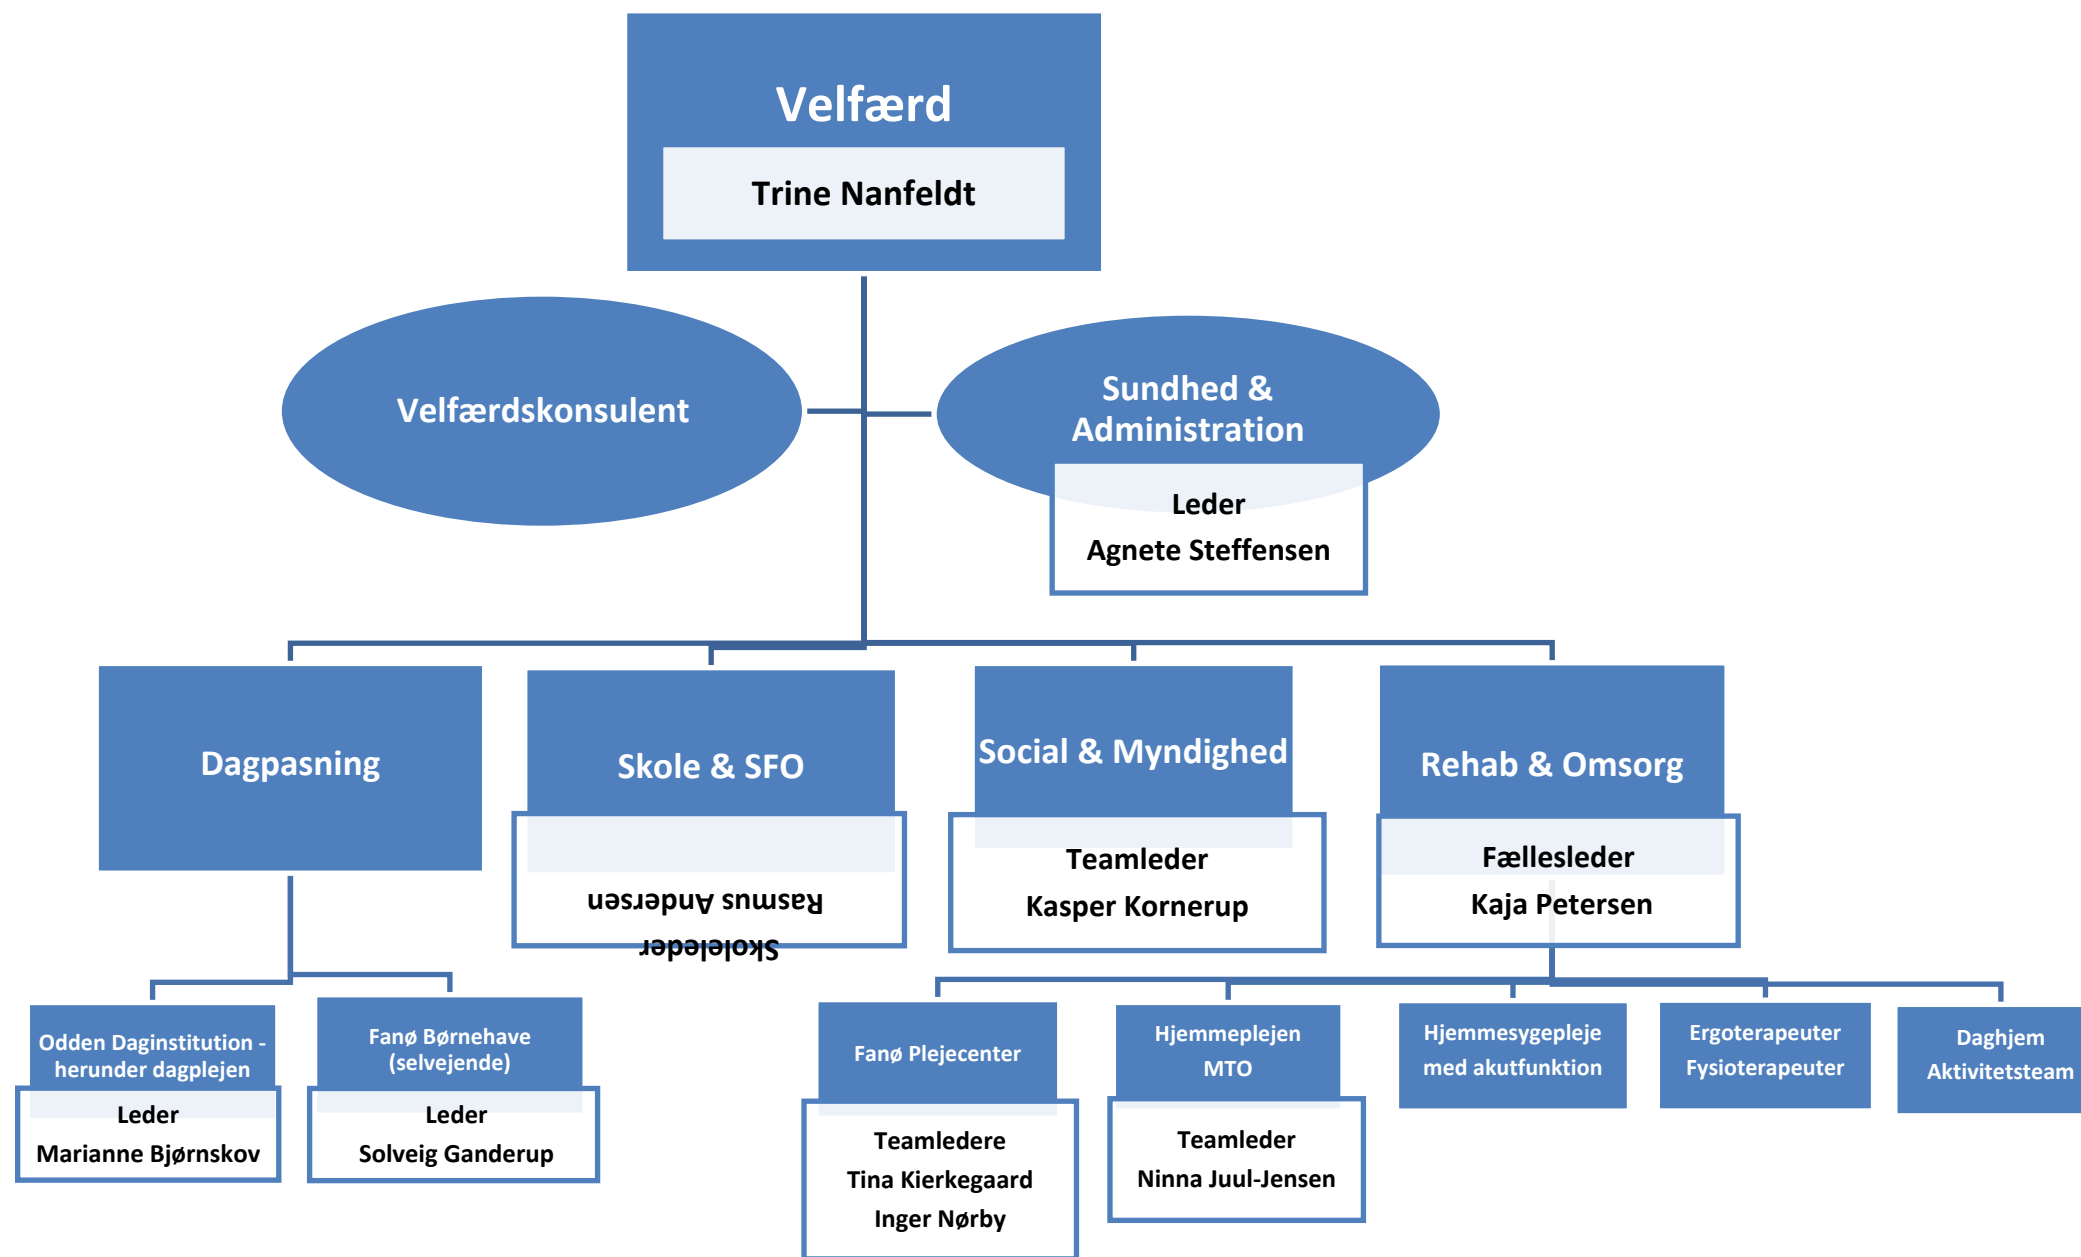 Velfærd
Trine Nanfeldt
Velfærdskonsulent
Sundhed &
Administration
Leder
Agnete Steffensen
Dagpasning
Skole & SFO
Skoleleder
Rasmus Andersen
Social & Myndighed
Teamleder
Kasper Kornerup
Rehab & Omsorg
Fællesleder
Kaja Petersen
Odden Daginstitution -
herunder dagplejen
Leder
Marianne Bjørnskov
Fanø Børnehave
(selvejende)
Leder
Solveig Ganderup
Fanø Plejecenter
Teamledere
Tina Kierkegaard
Inger Nørby
Hjemmeplejen
MTO
Teamleder
Ninna Juul-Jensen
Hjemmesygepleje
med akutfunktion
Ergoterapeuter
Fysioterapeuter
Daghjem
Aktivitetsteam